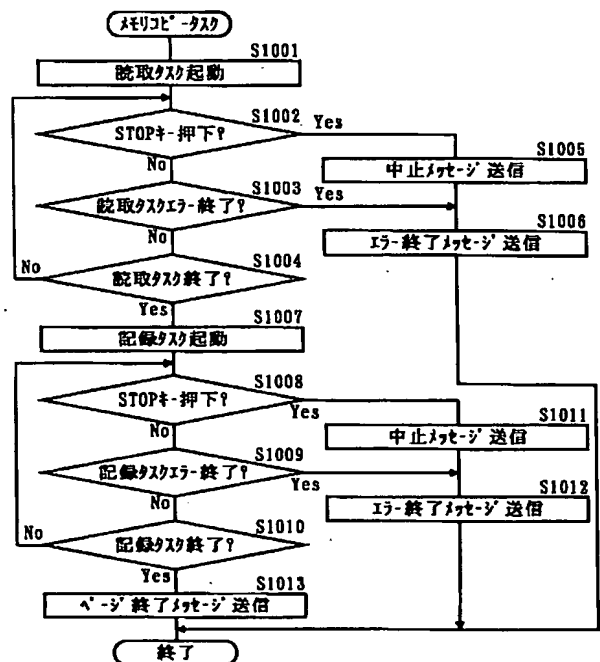 ﾒﾓﾘｺﾋﾟｰﾀｽｸ
S1001
読取ﾀｽｸ起動
S1002
STOPｷｰ押下?
Yes
No
S1005
中止ﾒｯｾｰｼﾞ送信
S1003
読取ﾀｽｸｴﾗｰ終了?
Yes
No
S1006
ｴﾗｰ終了ﾒｯｾｰｼﾞ送信
S1004
読取ﾀｽｸ終了?
No
Yes
S1007
記録ﾀｽｸ起動
S1008
STOPｷｰ押下?
Yes
No
S1011
中止ﾒｯｾｰｼﾞ送信
S1009
記録ﾀｽｸｴﾗｰ終了?
Yes
No
S1012
ｴﾗｰ終了ﾒｯｾｰｼﾞ送信
S1010
記録ﾀｽｸ終了?
No
Yes
S1013
ﾍﾟｰｼﾞ終了ﾒｯｾｰｼﾞ送信
終了